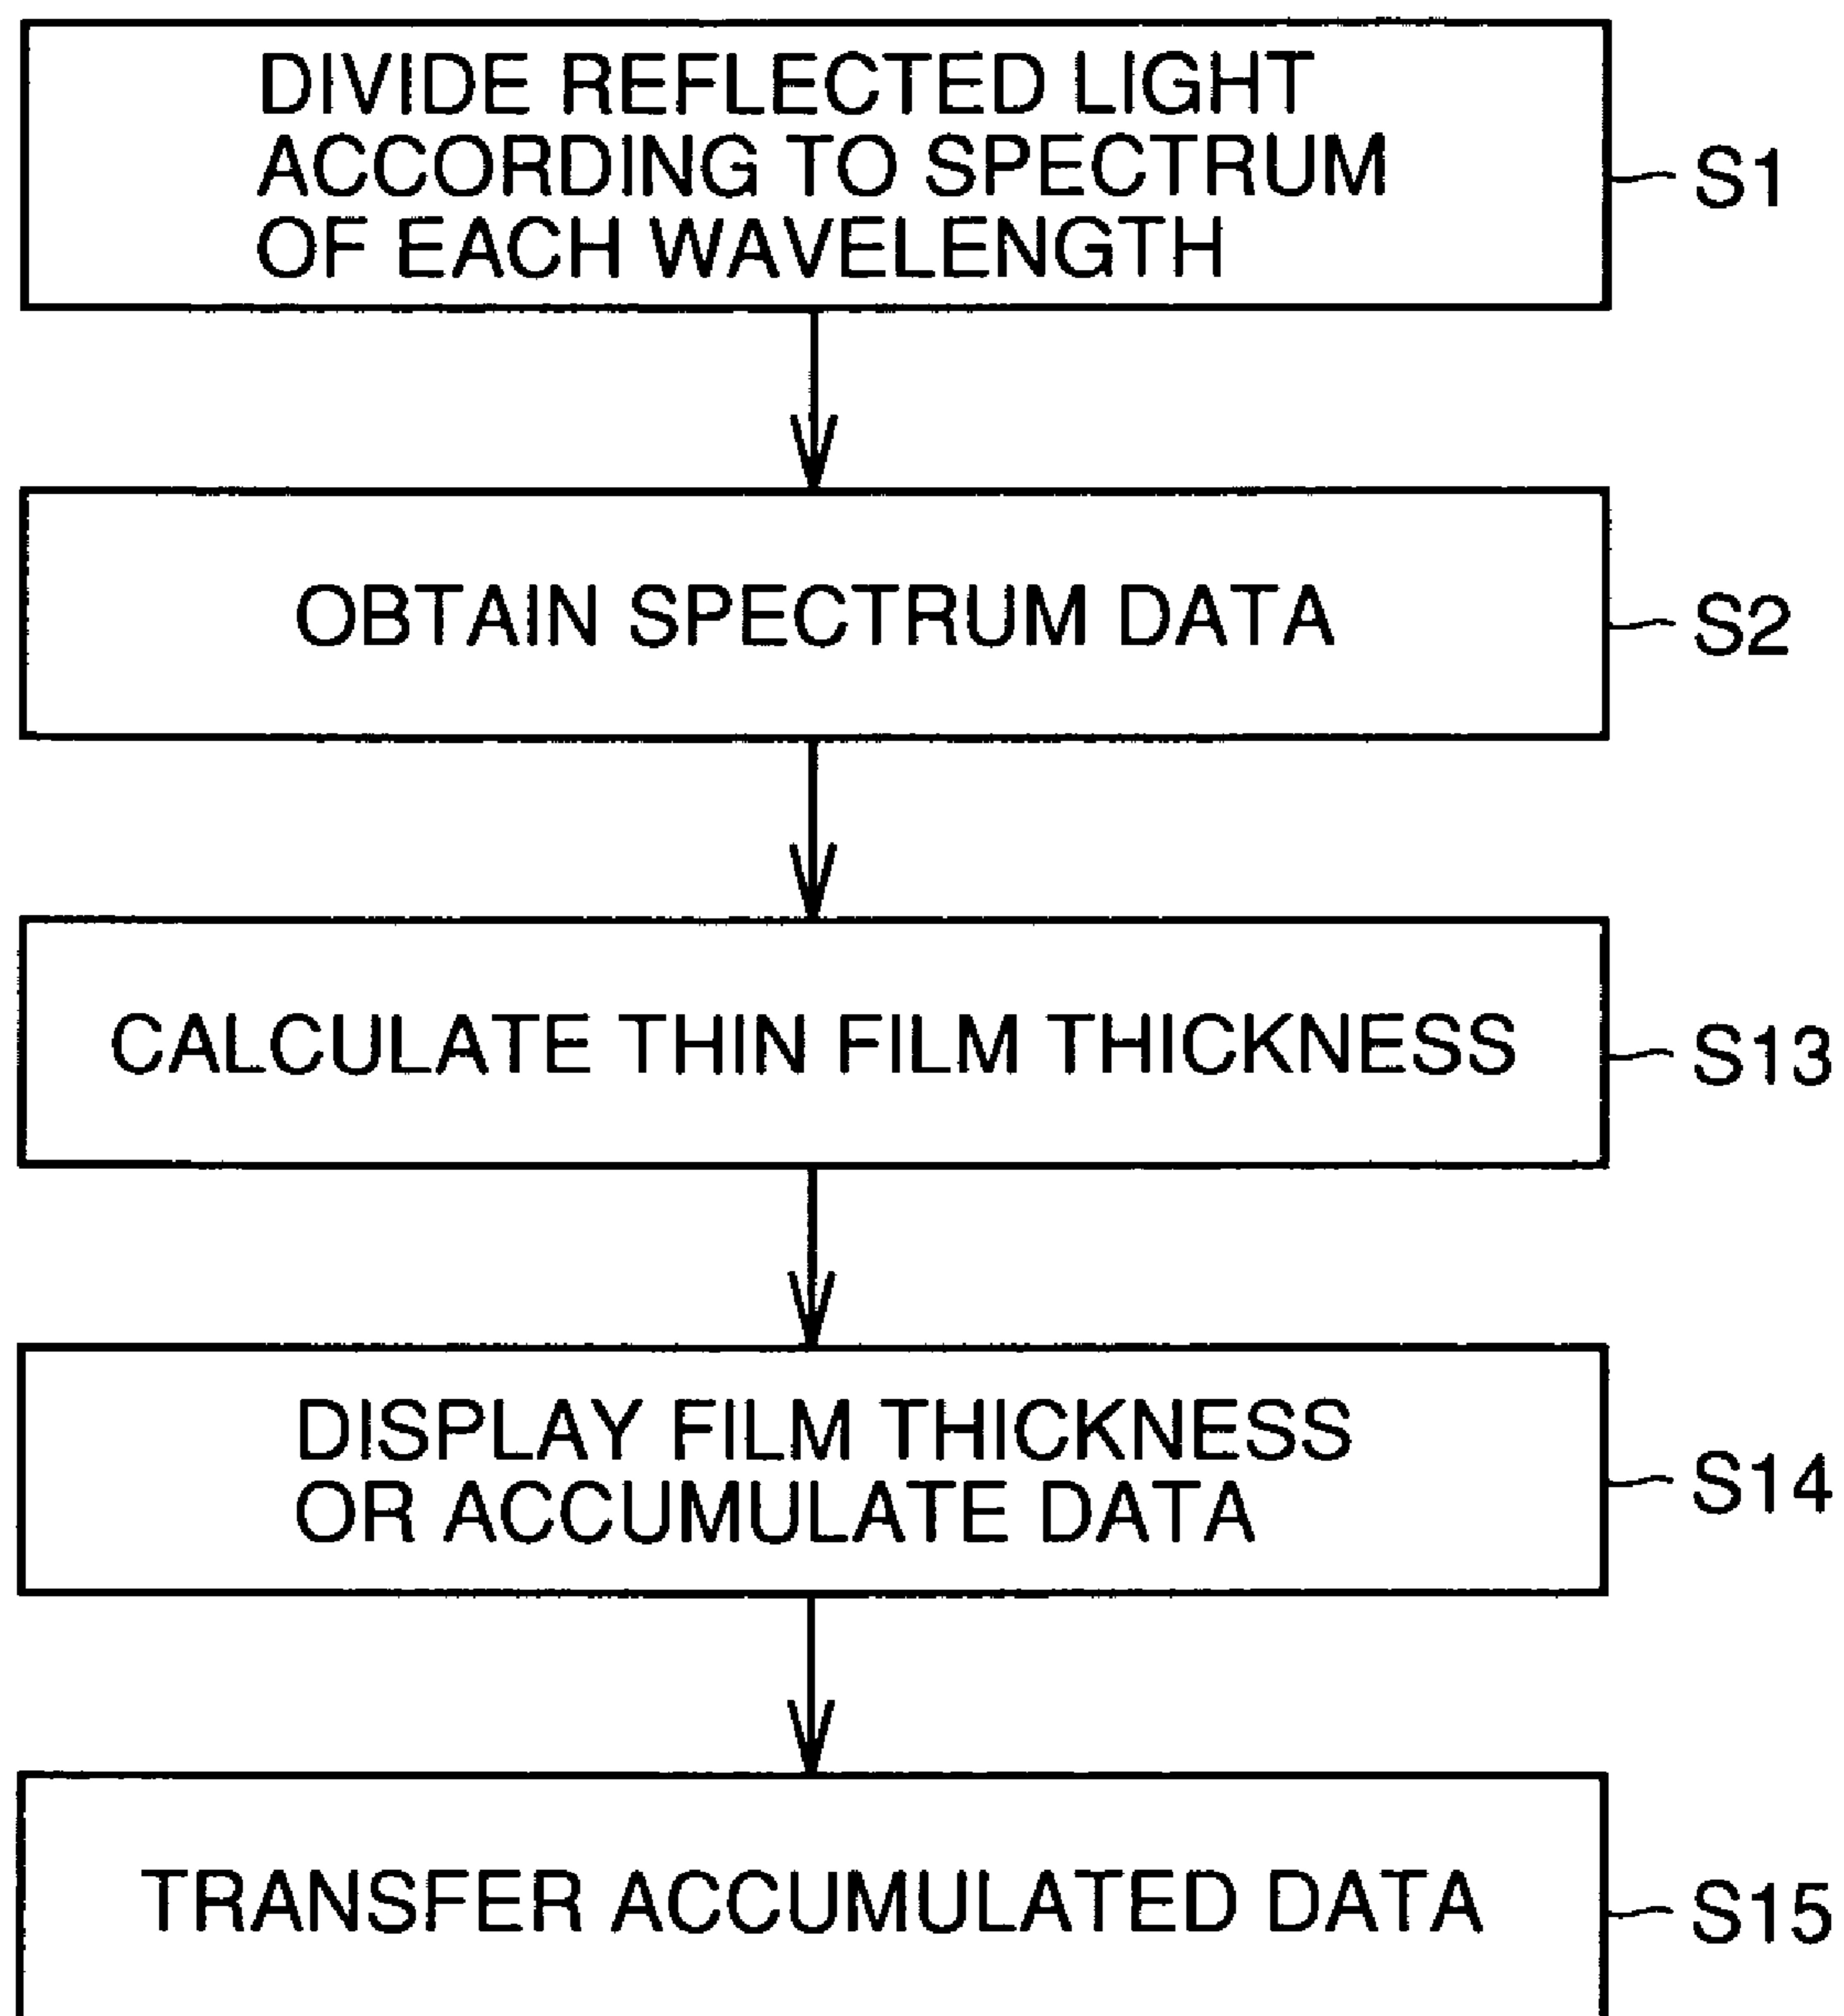 DIVIDE REFLECTED LIGHT
ACCORDING TO SPECTRUM
OF EACH WAVELENGTH
S1
OBTAIN SPECTRUM DATA
S2
CALCULATE THIN FILM THICKNESS
S13
DISPLAY FILM THICKNESS
OR ACCUMULATE DATA
S14
TRANSFER ACCUMULATED DATA
S15